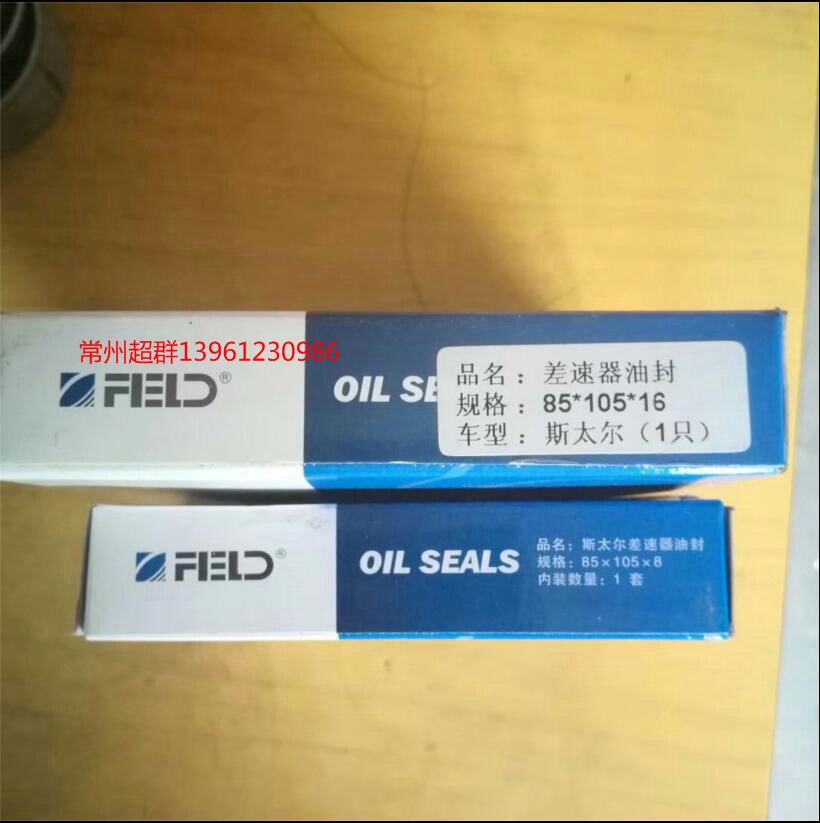 常州超群13961230986
FIELD®
OIL SE
品名：差速器油封
规格：85*105*16
车型：斯太尔（1只）
FIELD®
OIL SEALS
品名：斯太尔差速器油封
规格：85×105×8
内装数量：1 套